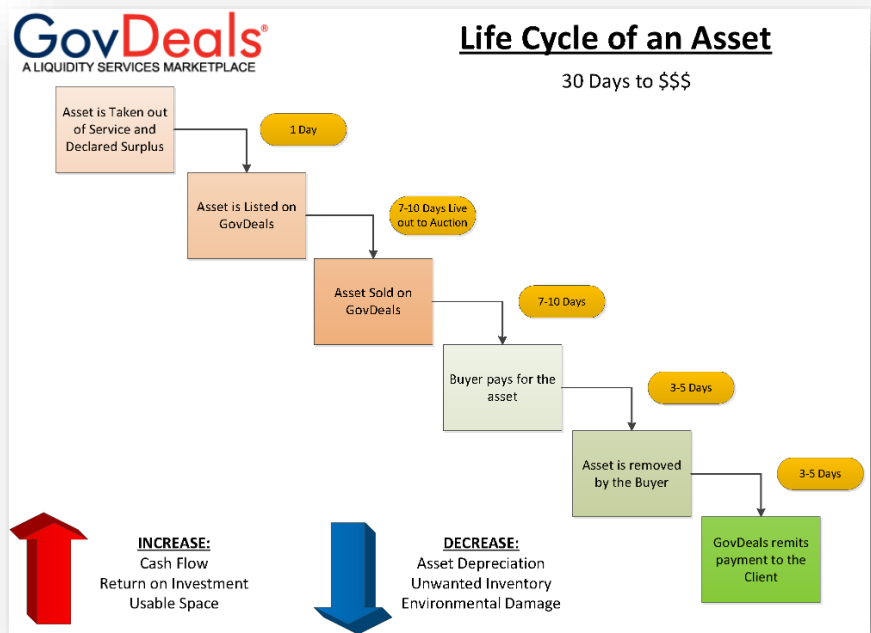 GovDeals®
A LIQUIDITY SERVICES MARKETPLACE
Life Cycle of an Asset
30 Days to $$$
Asset is Taken out
of Service and
Declared Surplus
1 Day
Asset is Listed on
GovDeals
7-10 Days Live
out to Auction
Asset Sold on
GovDeals
7-10 Days
Buyer pays for the
asset
3-5 Days
Asset is removed
by the Buyer
3-5 Days
GovDeals remits
payment to the
Client
INCREASE:
Cash Flow
Return on Investment
Usable Space
DECREASE:
Asset Depreciation
Unwanted Inventory
Environmental Damage